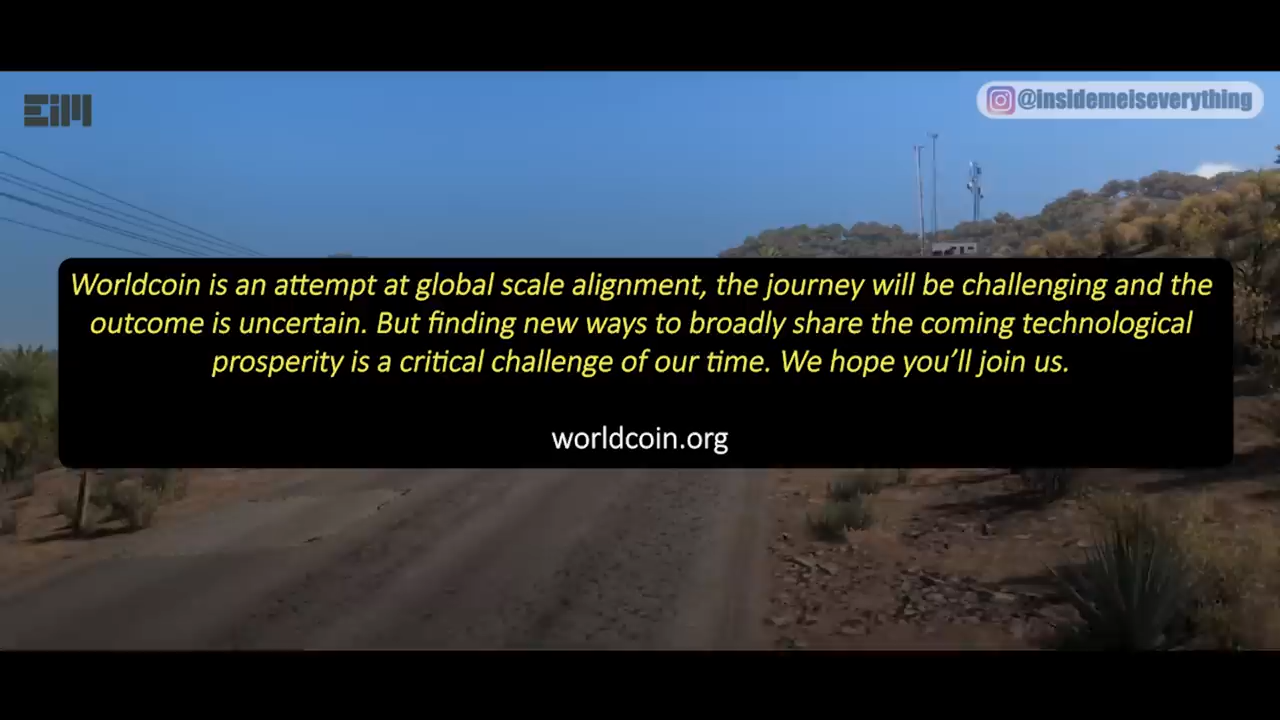 EiM
@insidemeiseverything
Worldcoin is an attempt at global scale alignment, the journey will be challenging and the
outcome is uncertain. But finding new ways to broadly share the coming technological
prosperity is a critical challenge of our time. We hope you’ll join us.
worldcoin.org